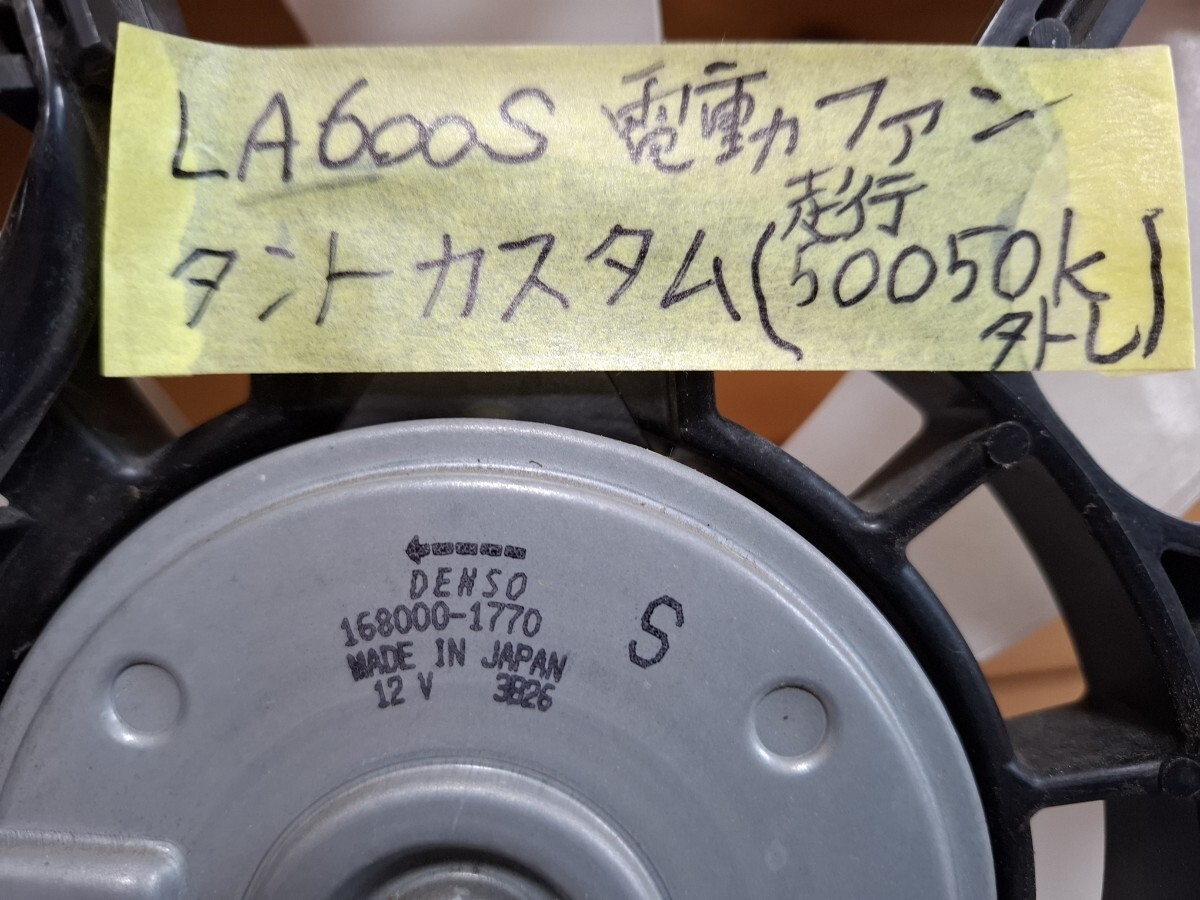 LA600S 電動ファン
タントカスタム(走行
50050k
外し)
DENSO
168000-1770
MADE IN JAPAN
12 V 3B26
S